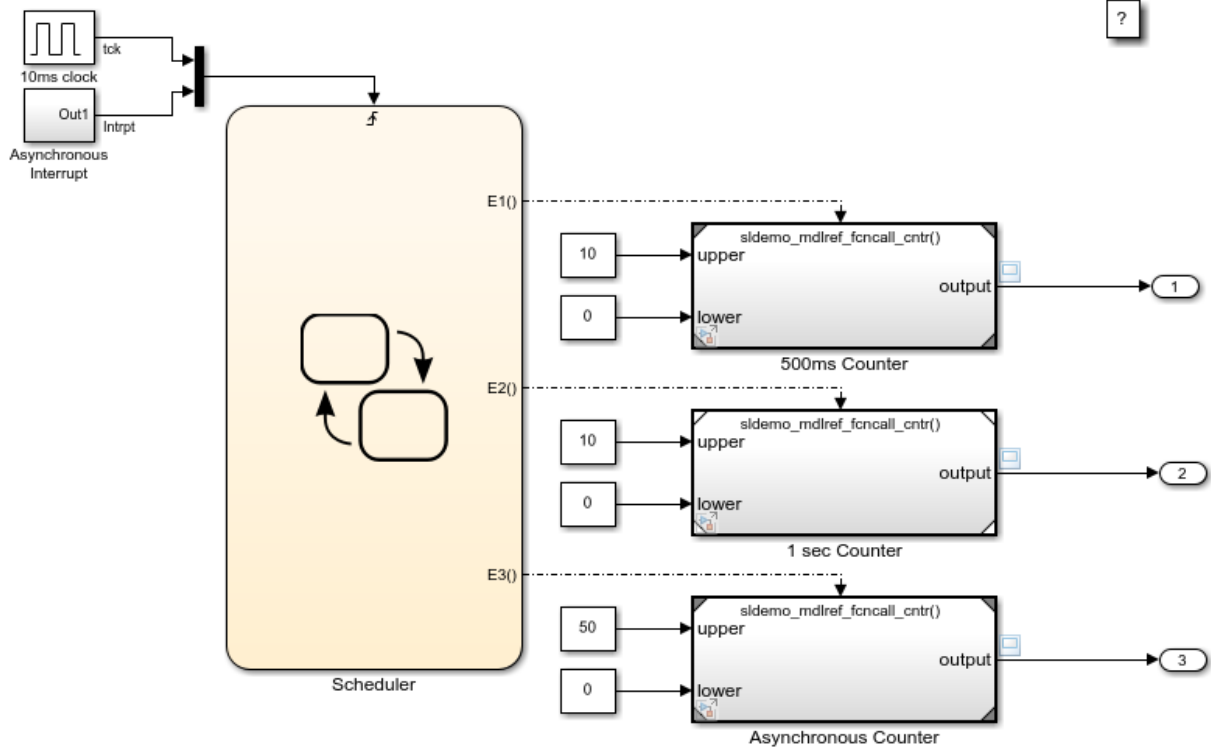 ?
tck
10ms clock
Out1
Intrpt
Asynchronous
Interrupt
E1()
sldemo_mdlref_fcncall_cntr()
10
upper
output
1
0
lower
500ms Counter
E2()
sldemo_mdlref_fcncall_cntr()
10
upper
output
2
0
lower
1 sec Counter
E3()
sldemo_mdlref_fcncall_cntr()
50
upper
output
3
0
lower
Scheduler
Asynchronous Counter